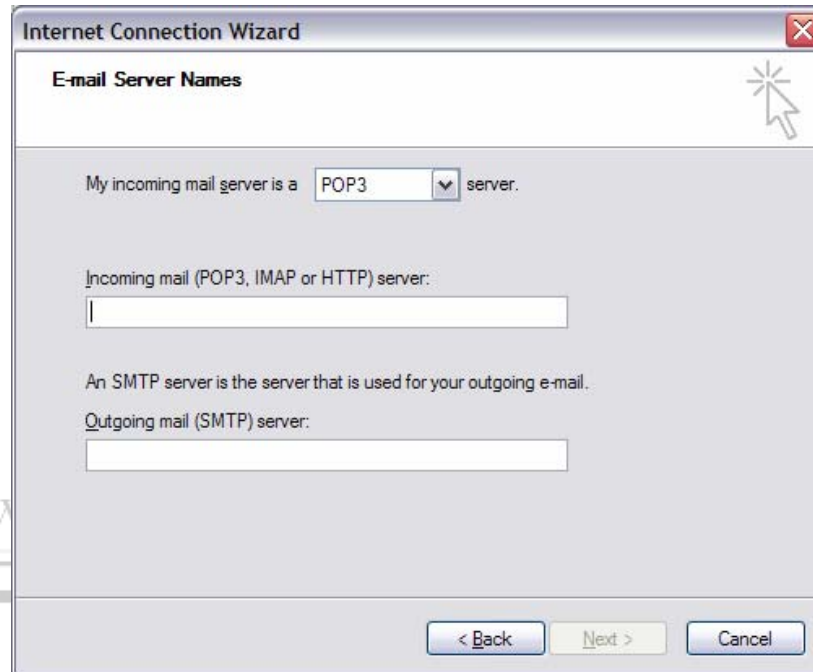 Internet Connection Wizard
E-mail Server Names
My incoming mail server is a POP3 server.
Incoming mail (POP3, IMAP or HTTP) server:
An SMTP server is the server that is used for your outgoing e-mail.
Outgoing mail (SMTP) server:
< Back Next > Cancel